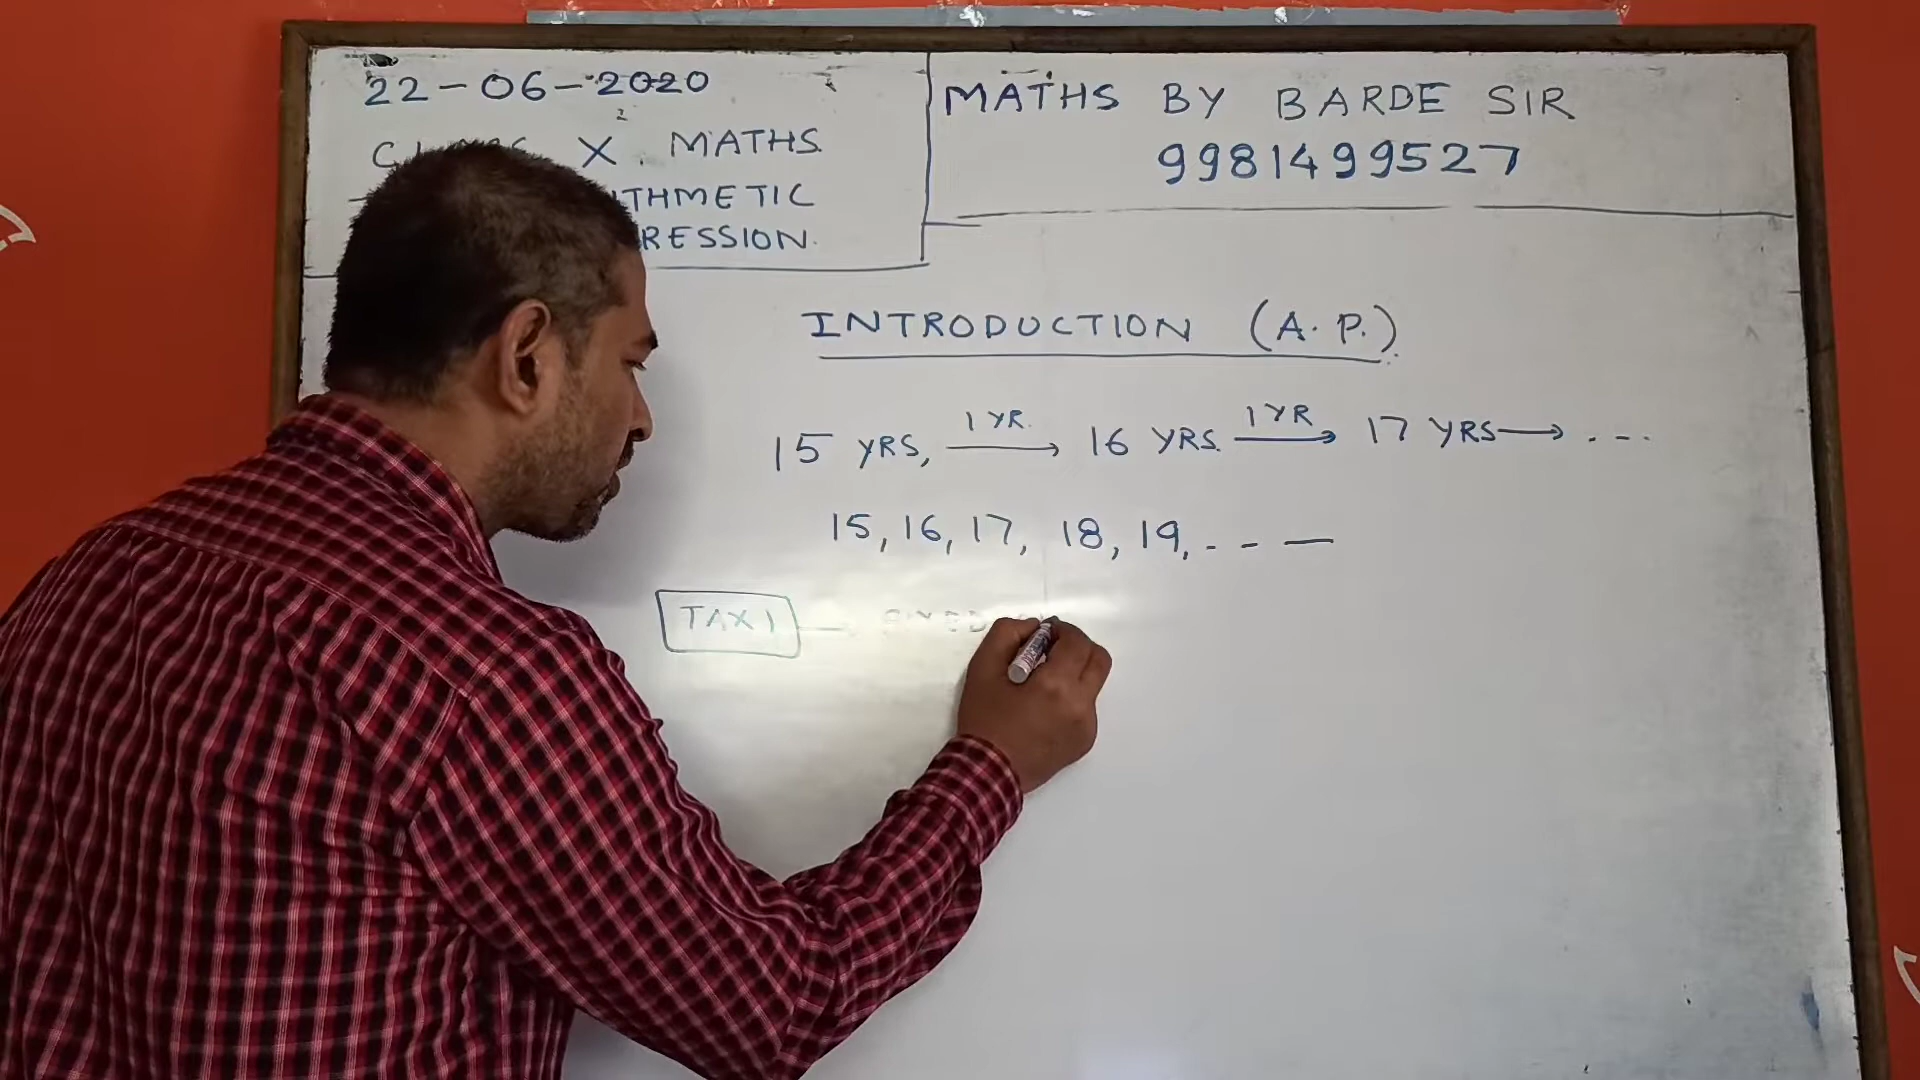 22-06-2020
X. MATHS.
THMETIC
RESSION.
MATHS BY BARDE SIR
9981499527
INTRODUCTION (A. P.)
15 YRS, 1 YR. → 16 YRS. 1 YR → 17 YRS → ...
15, 16, 17, 18, 19, - - —
TAXI → FIXED